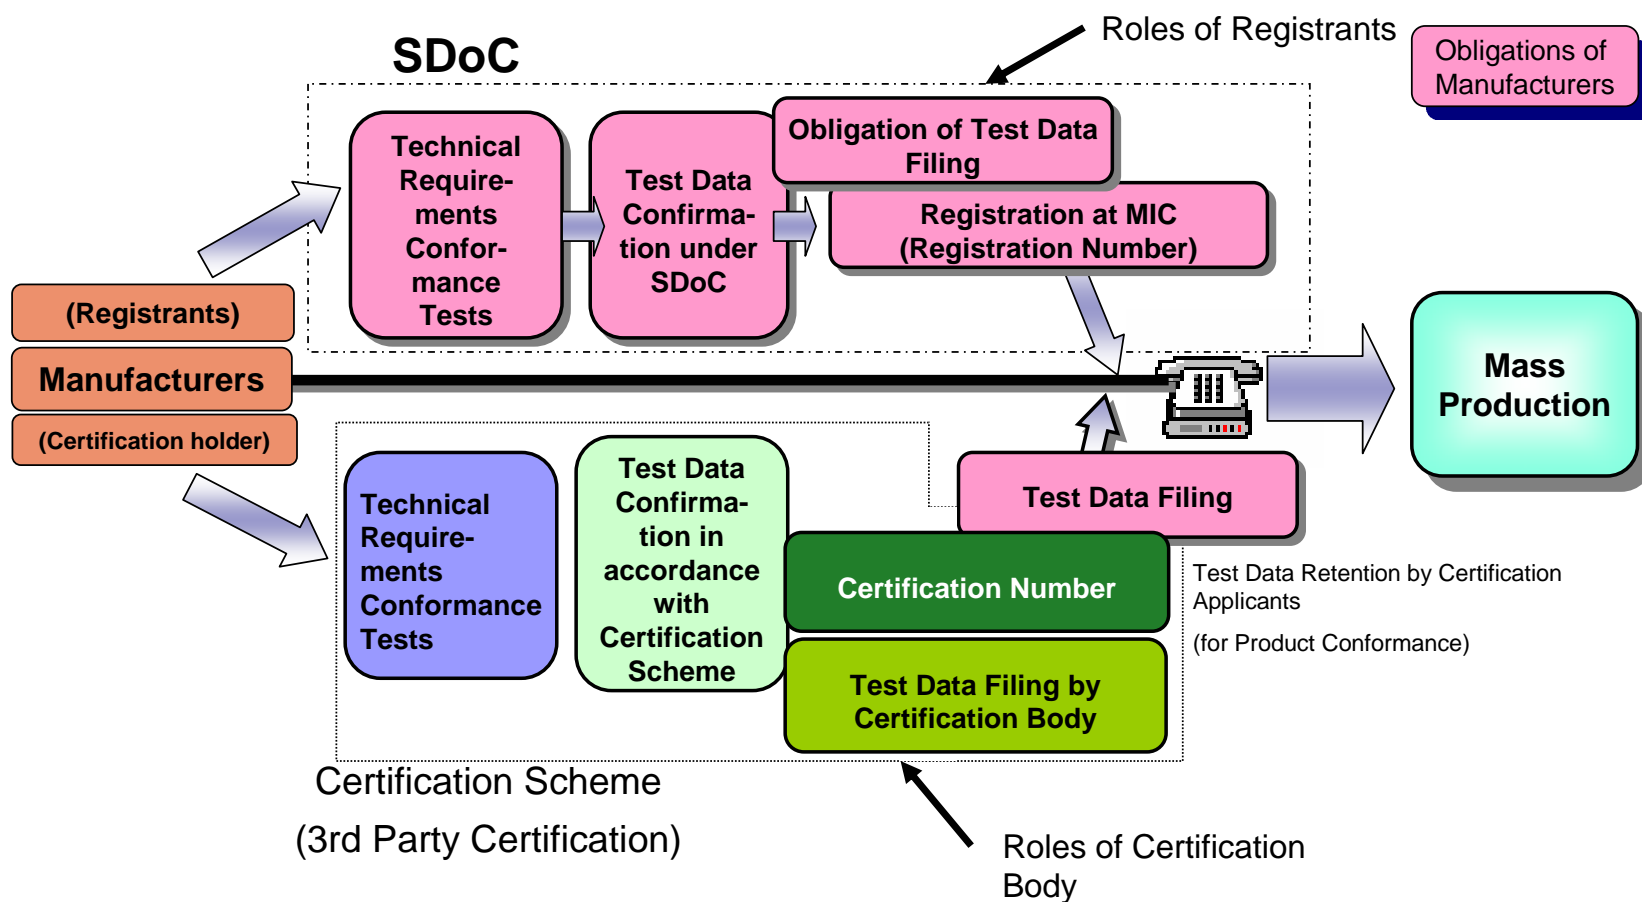 Roles of Registrants
SDoC
Obligations of
Manufacturers
Technical
Require-
ments
Confor-
mance
Tests
Test Data
Confirma-
tion under
SDoC
Obligation of Test Data
Filing
Registration at MIC
(Registration Number)
(Registrants)
Manufacturers
(Certification holder)
Mass
Production
Technical
Require-
ments
Conformance
Tests
Test Data
Confirma-
tion in
accordance
with
Certification
Scheme
Test Data Filing
Certification Number
Test Data Filing by
Certification Body
Test Data Retention by Certification
Applicants
(for Product Conformance)
Certification Scheme
(3rd Party Certification)
Roles of Certification
Body